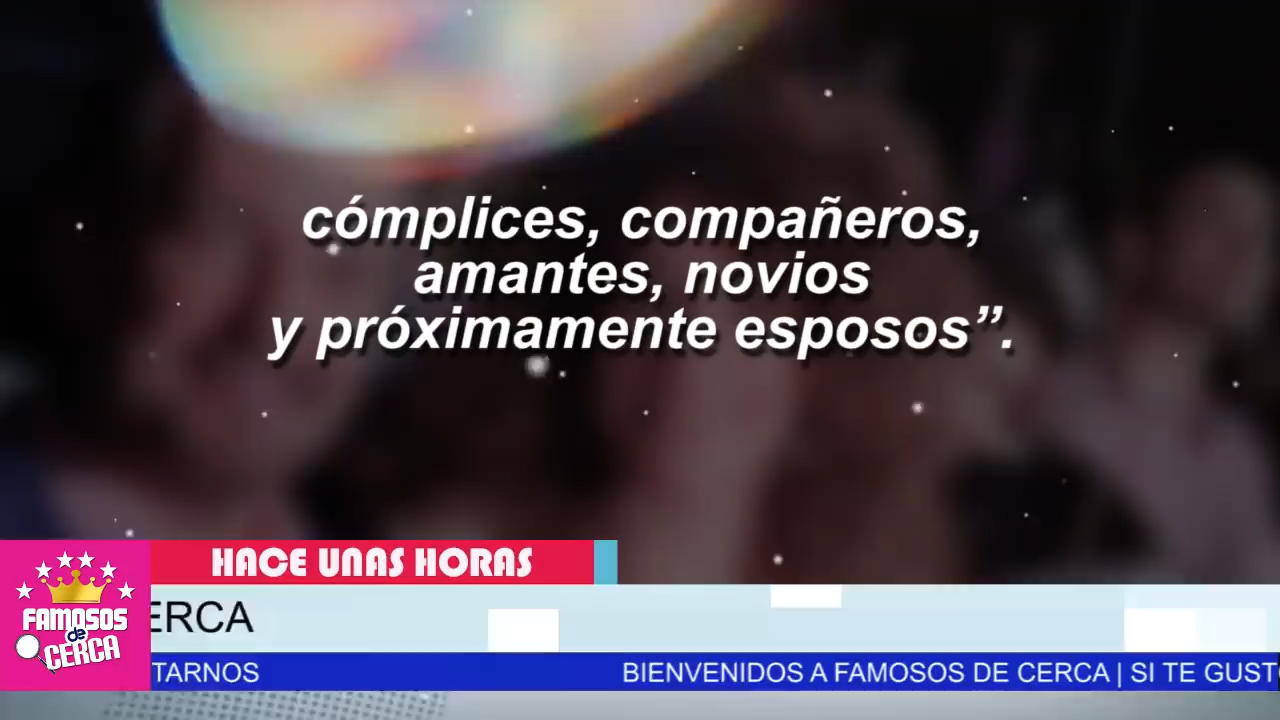 cómplices, compañeros,
amantes, novios
y próximamente esposos”.
HACE UNAS HORAS
FAMOSOS
de
CERCA
ERCA
TARNOS
BIENVENIDOS A FAMOSOS DE CERCA | SI TE GUST